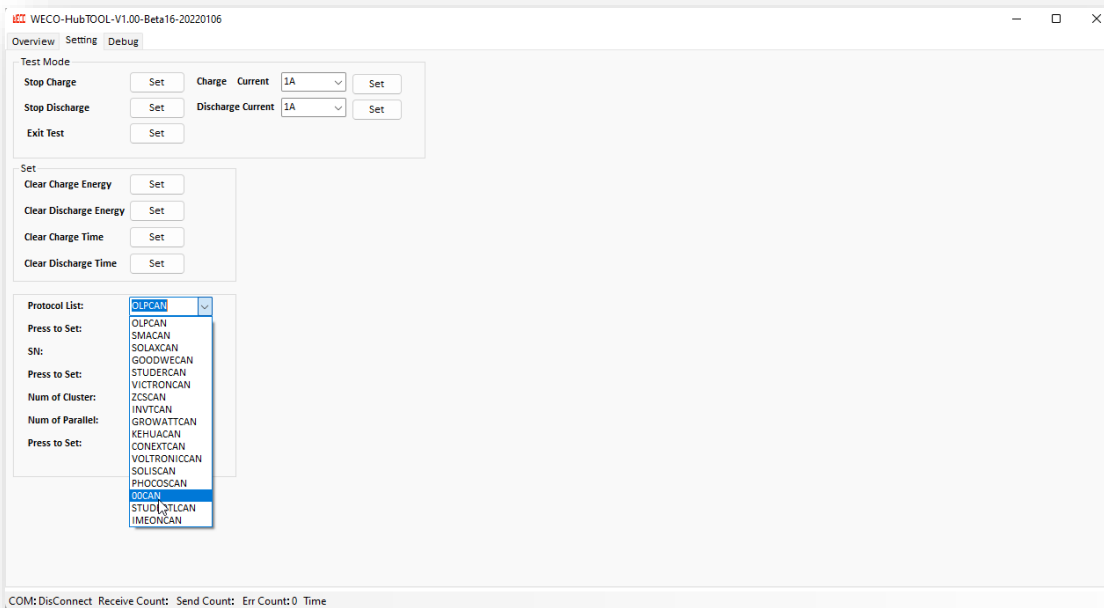 WECO-HubTOOL-V1.00-Beta16-20220106
Overview Setting Debug
Test Mode
Stop Charge Set Charge Current 1A Set
Stop Discharge Set Discharge Current 1A Set
Exit Test Set
Set
Clear Charge Energy Set
Clear Discharge Energy Set
Clear Charge Time Set
Clear Discharge Time Set
Protocol List: OLPCAN
Press to Set:
SN:
Press to Set:
Num of Cluster:
Num of Parallel:
Press to Set:
OLPCAN
SMACAN
SOLAXCAN
GOODWECAN
STUDERCAN
VICTRONCAN
ZCSCAN
INVTCAN
GROWATTCAN
KEHUACAN
CONEXTCAN
VOLTRONICCAN
SOLISCAN
PHOCOSCAN
00CAN
IMEONCAN
COM: DisConnect Receive Count: Send Count: Err Count: 0 Time